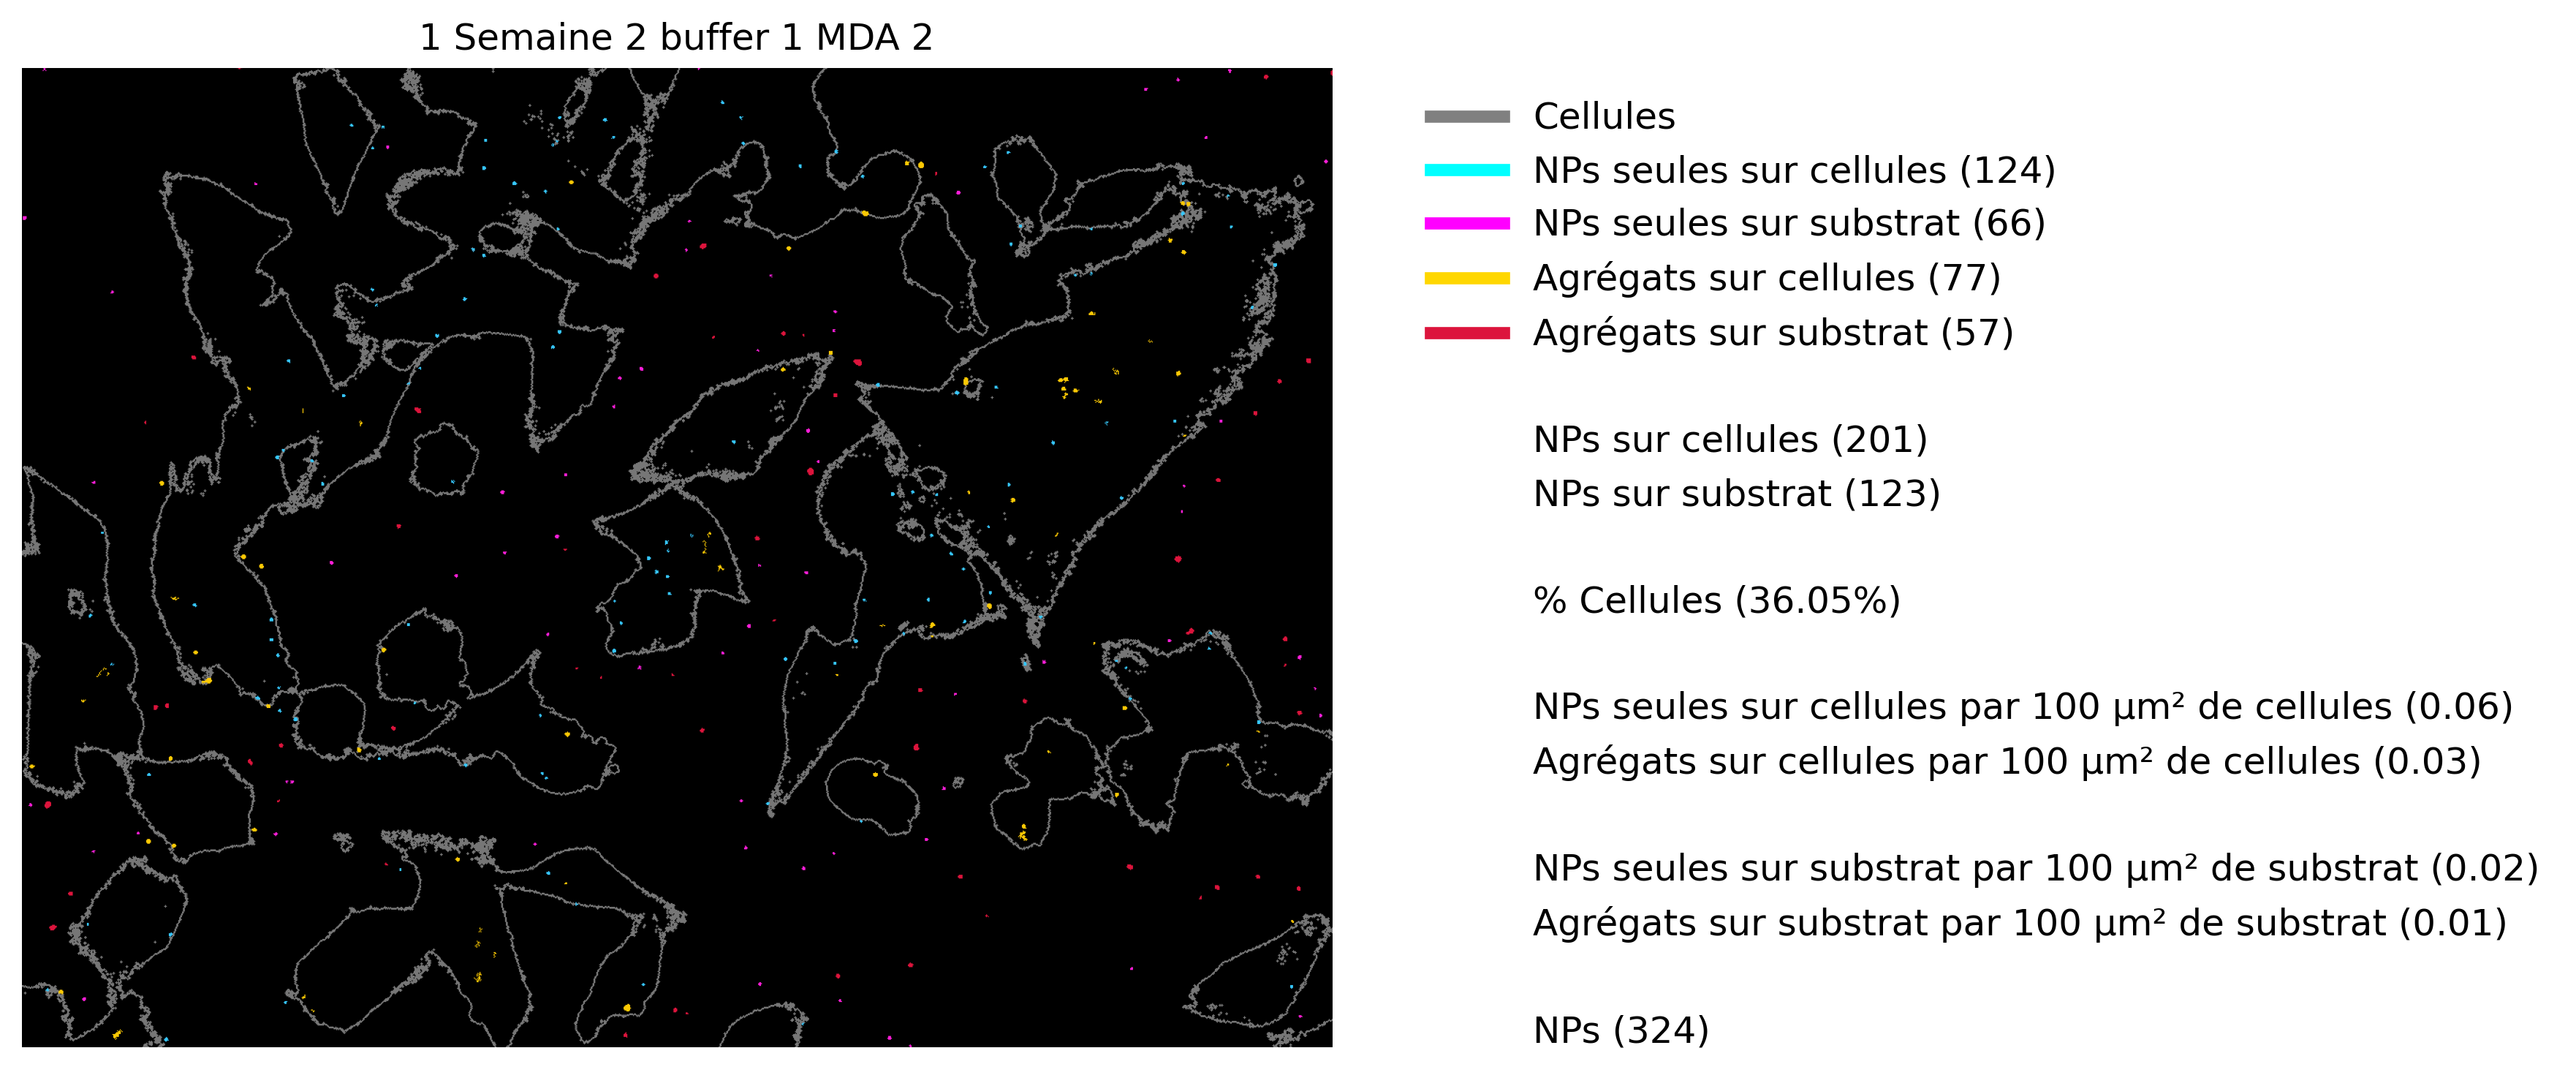 1 Semaine 2 buffer 1 MDA 2
Cellules
NPs seules sur cellules (124)
NPs seules sur substrat (66)
Agrégats sur cellules (77)
Agrégats sur substrat (57)
NPs sur cellules (201)
NPs sur substrat (123)
% Cellules (36.05%)
NPs seules sur cellules par 100 µm² de cellules (0.06)
Agrégats sur cellules par 100 µm² de cellules (0.03)
NPs seules sur substrat par 100 µm² de substrat (0.02)
Agrégats sur substrat par 100 µm² de substrat (0.01)
NPs (324)